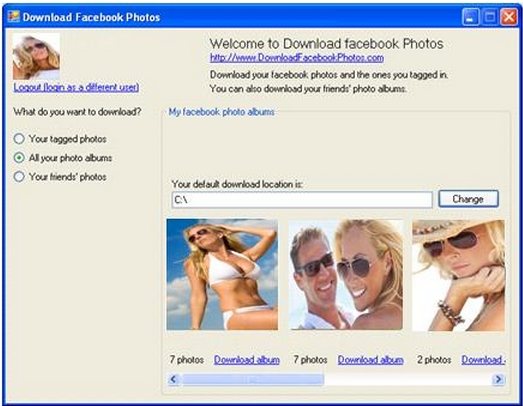 Download Facebook Photos
Welcome to Download facebook Photos
http://www.DownloadFacebookPhotos.com
Download your facebook photos and the ones you tagged in.
You can also download your friends' photo albums.
Logout (login as a different user)
What do you want to download?
Your tagged photos
All your photo albums
Your friends' photos
My facebook photo albums
Your default download location is:
C:\
Change
7 photos Download album 7 photos Download album 2 photos Download